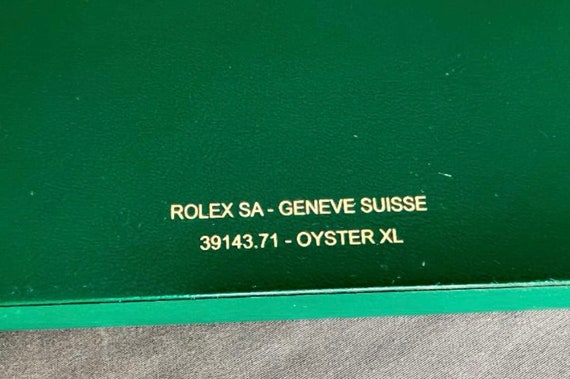 ROLEX SA - GENEVE SUISSE
39143.71 - OYSTER XL